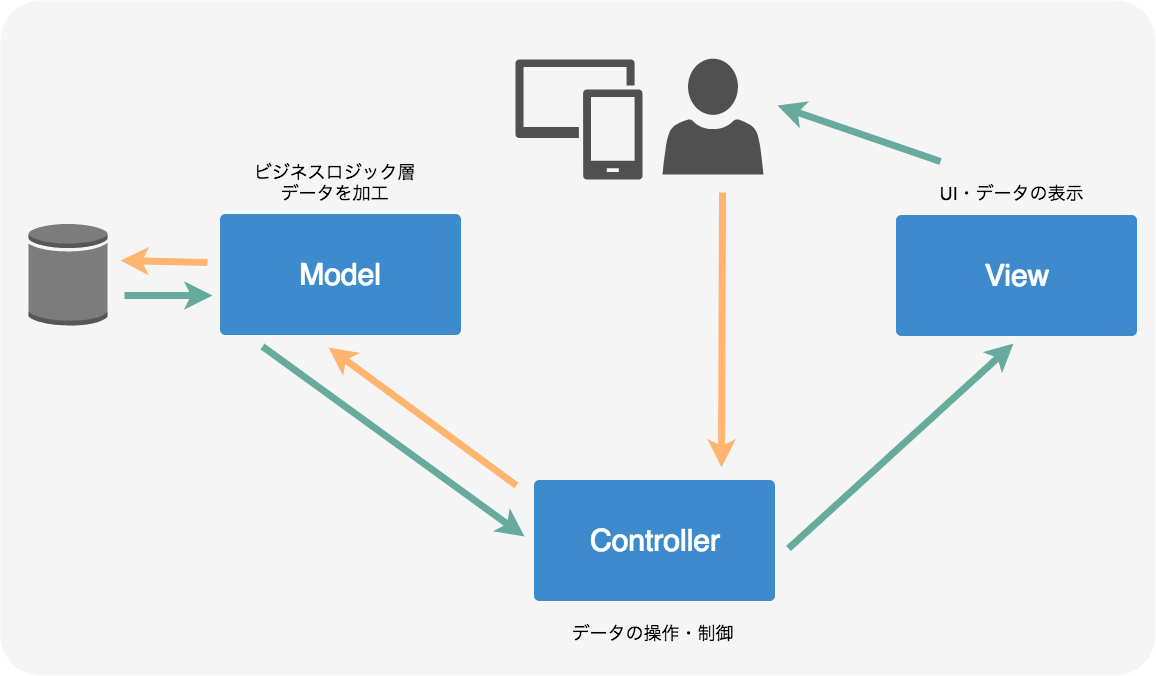 ビジネスロジック層
データを加工
UI・データの表示
Model
View
Controller
データの操作・制御